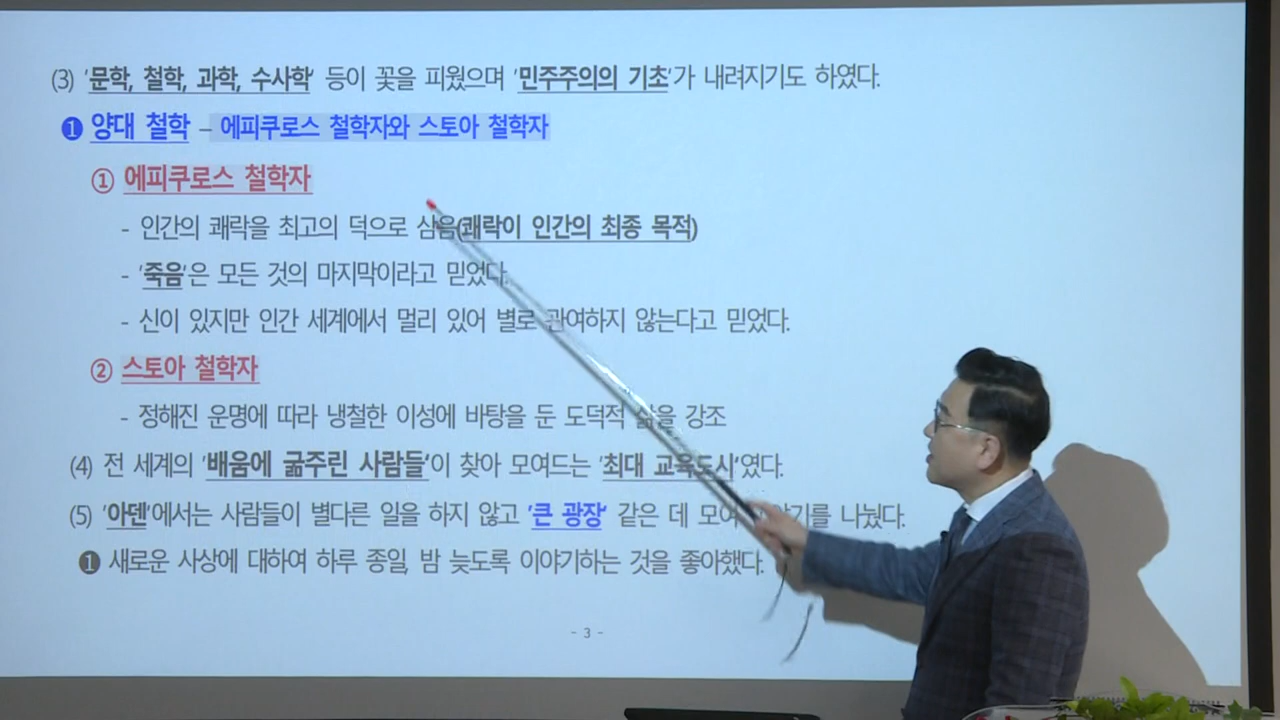 (3) '문학, 철학, 과학, 수사학' 등이 꽃을 피웠으며 '민주주의의 기초'가 내려지기도 하였다.
❶ 양대 철학 – 에피쿠로스 철학자와 스토아 철학자
① 에피쿠로스 철학자
- 인간의 쾌락을 최고의 덕으로 삼음(쾌락이 인간의 최종 목적)
- '죽음'은 모든 것의 마지막이라고 믿었다.
- 신이 있지만 인간 세계에서 멀리 있어 별로 관여하지 않는다고 믿었다.
② 스토아 철학자
- 정해진 운명에 따라 냉철한 이성에 바탕을 둔 도덕적 삶을 강조
(4) 전 세계의 '배움에 굶주린 사람들'이 찾아 모여드는 '최대 교육도시'였다.
(5) '아덴'에서는 사람들이 별다른 일을 하지 않고 '큰 광장' 같은 데 모여 나눴다.
❶ 새로운 사상에 대하여 하루 종일, 밤 늦도록 이야기하는 것을 좋아했다.
- 3 -